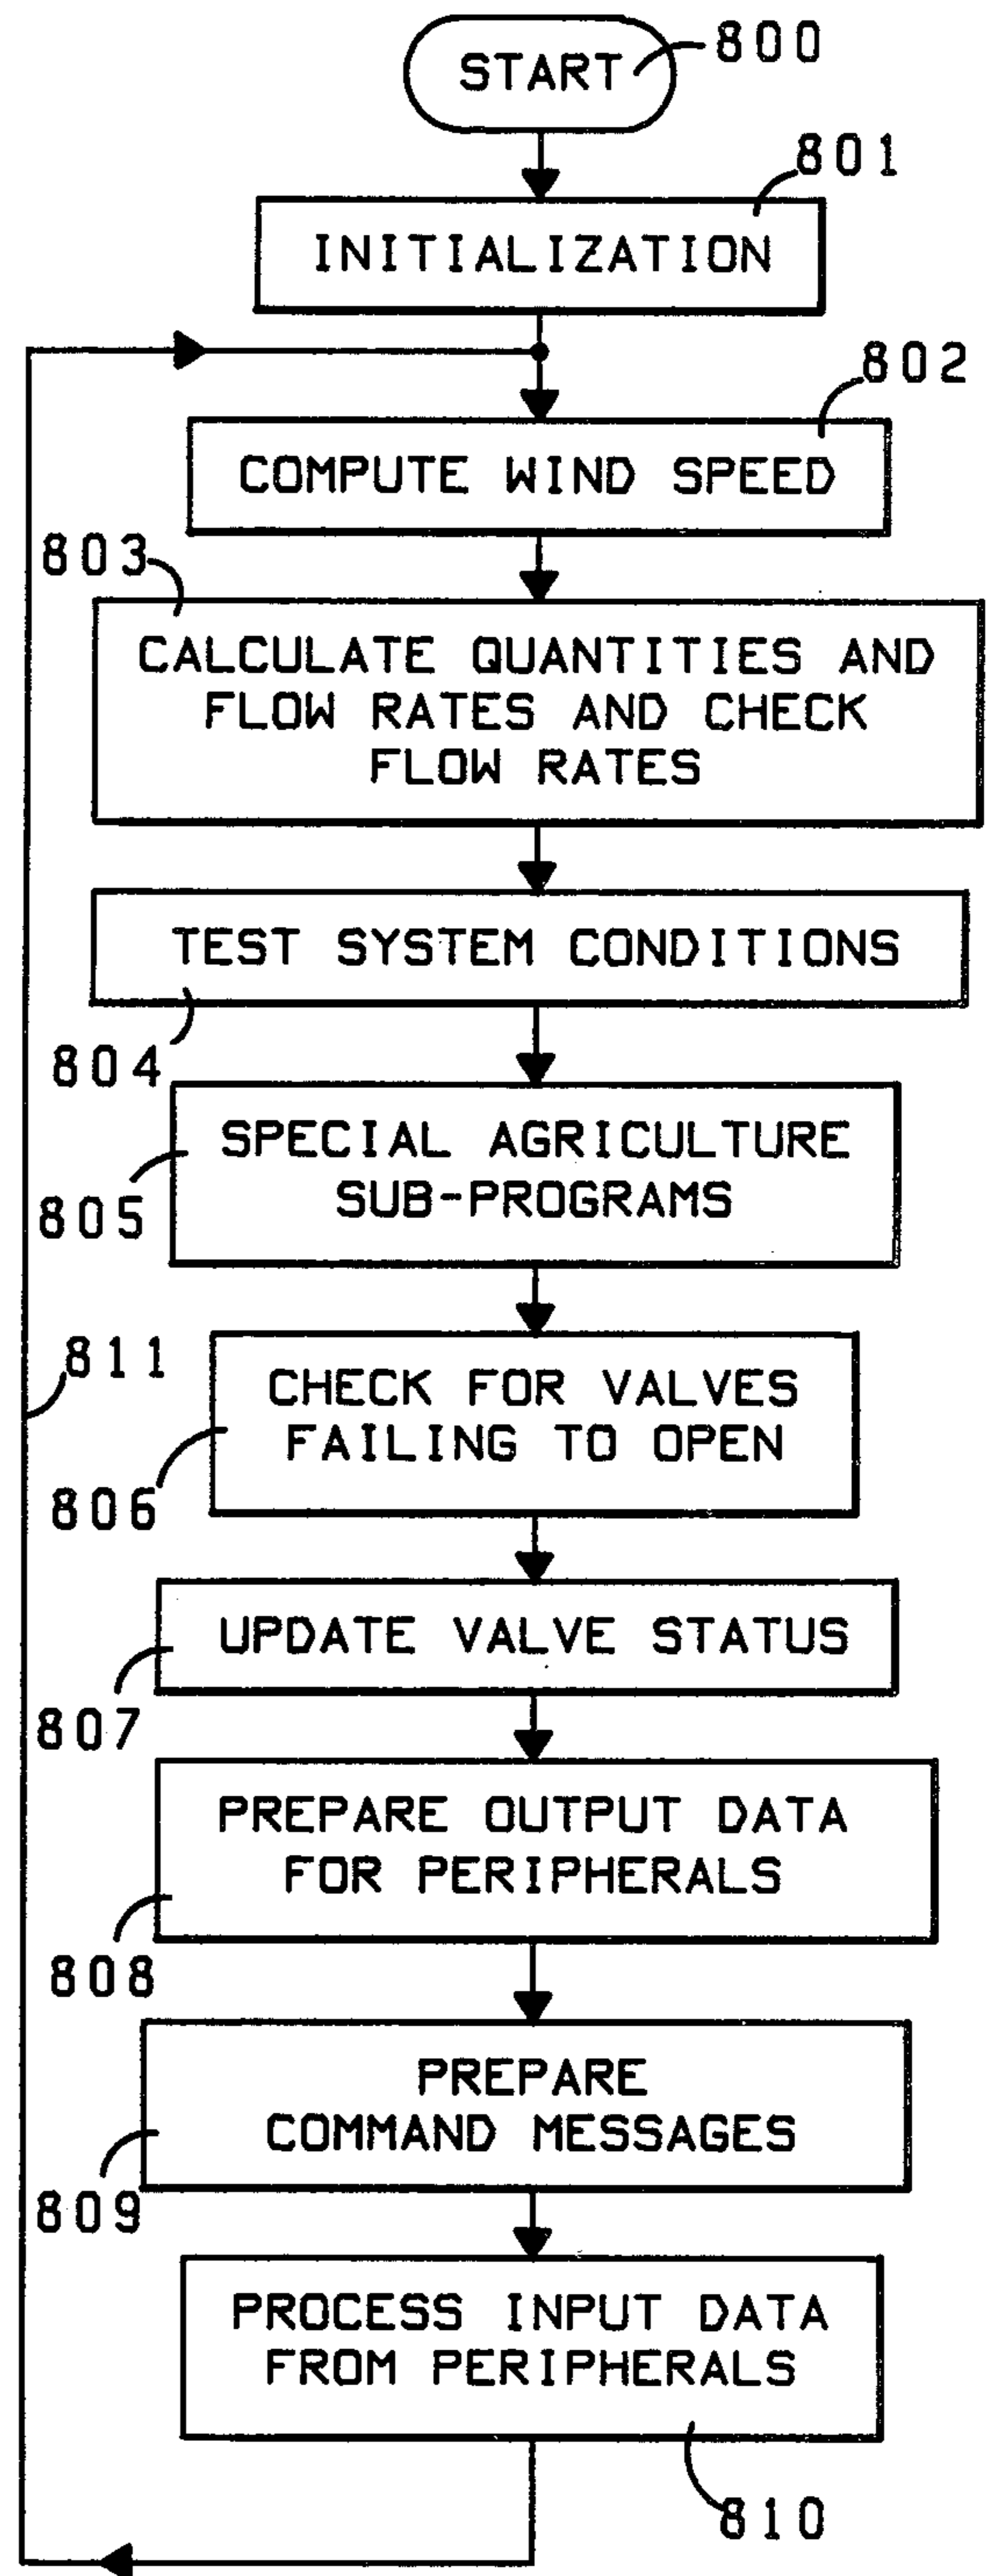 START
800
801
INITIALIZATION
802
COMPUTE WIND SPEED
803
CALCULATE QUANTITIES AND
FLOW RATES AND CHECK
FLOW RATES
TEST SYSTEM CONDITIONS
804
SPECIAL AGRICULTURE
SUB-PROGRAMS
805
811
CHECK FOR VALVES
FAILING TO OPEN
806
UPDATE VALVE STATUS
807
PREPARE OUTPUT DATA
FOR PERIPHERALS
808
PREPARE
COMMAND MESSAGES
809
PROCESS INPUT DATA
FROM PERIPHERALS
810